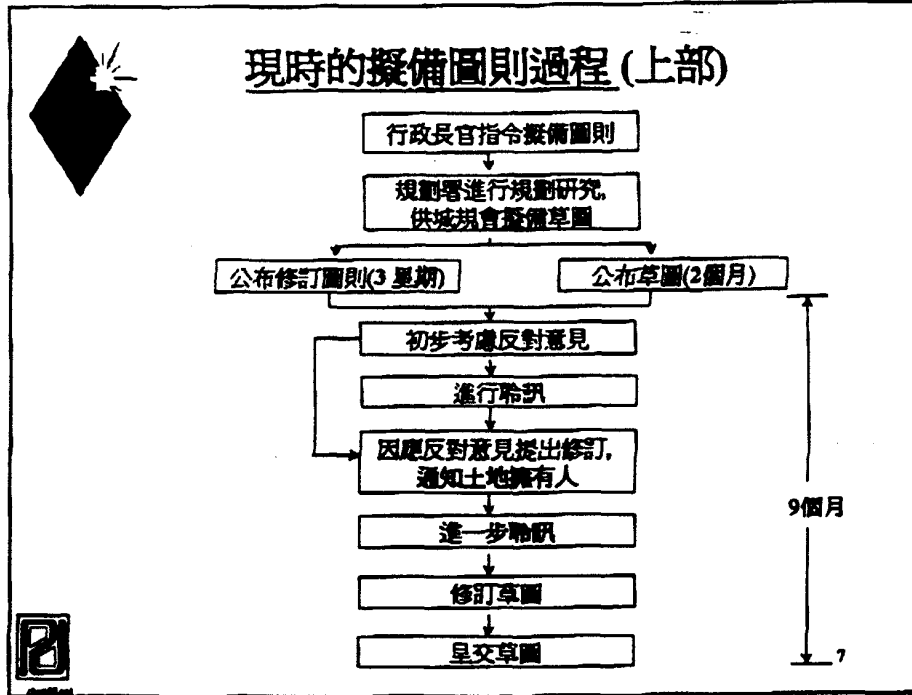 現時的擬備圖則過程 (上部)
行政長官指令擬備圖則
規劃署進行規劃研究,
供城規會擬備草圖
公布修訂圖則(3 星期)
公布草圖(2個月)
初步考慮反對意見
進行聆訊
因應反對意見提出修訂,
通知土地擁有人
進一步聆訊
修訂草圖
呈交草圖
9個月
7